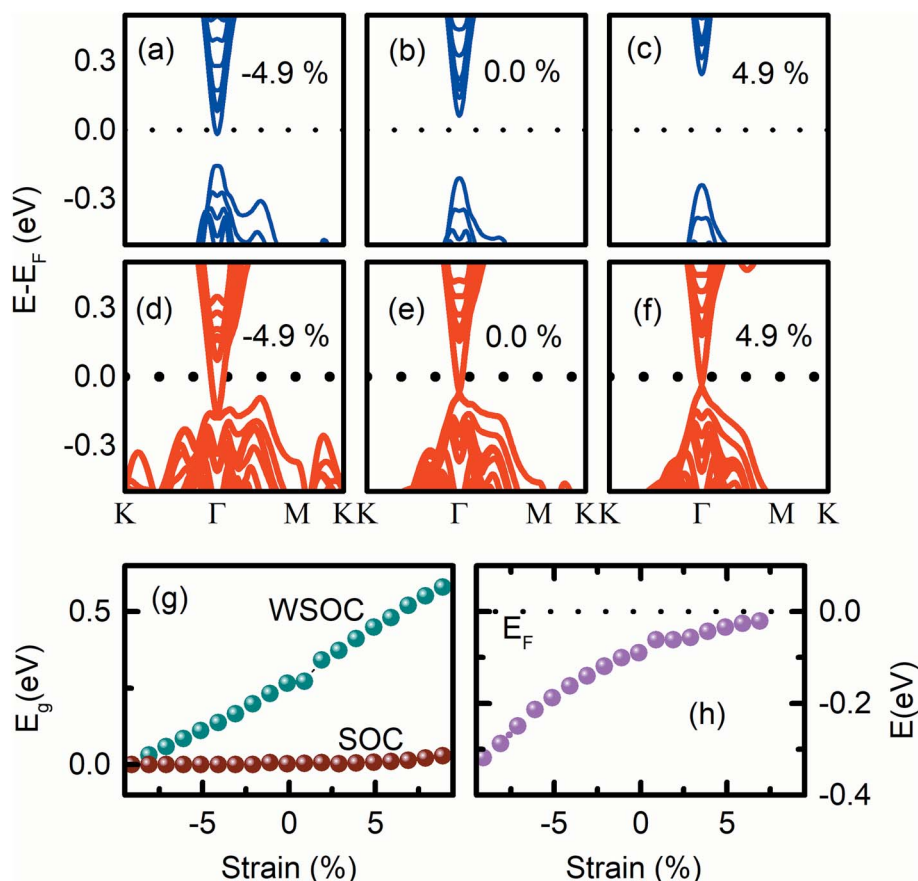 (a) -4.9 % (b) 0.0 % (c) 4.9 %
0.3
0.0
-0.3
E-E_F (eV)
(d) -4.9 % (e) 0.0 % (f) 4.9 %
0.3
0.0
-0.3
K Γ M K K Γ M K K Γ M K
(g) WSOC SOC
0.5
0.0
E_g(eV)
-5 0 5
Strain (%)
E_F
(h)
0.0
-0.2
-0.4
E(eV)
-5 0 5
Strain (%)